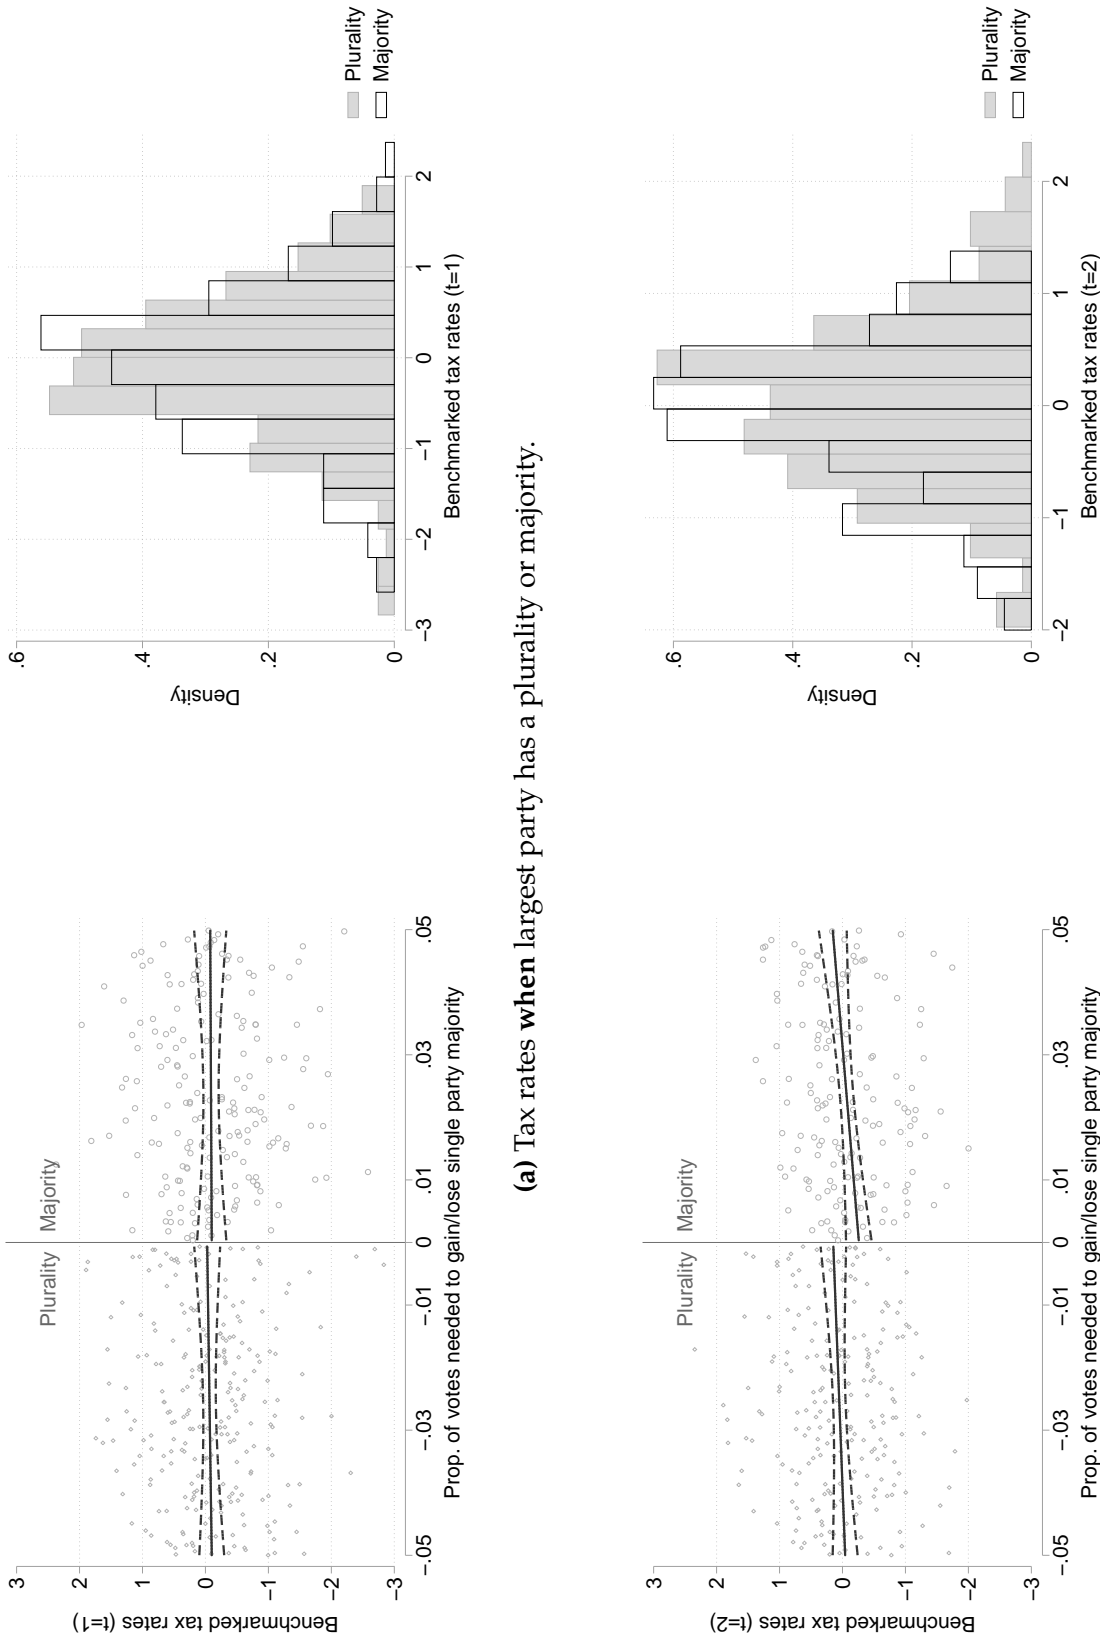 Benchmarked tax rates (t=1)
3
2
1
0
−1
−2
−3
Plurality Majority
−.05 −.03 −.01 0 .01 .03 .05
Prop. of votes needed to gain/lose single party majority
Density
.6
.4
.2
0
−3 −2 −1 0 1 2
Benchmarked tax rates (t=1)
Plurality
Majority
(a) Tax rates when largest party has a plurality or majority.
Benchmarked tax rates (t=2)
3
2
1
0
−1
−2
−3
Plurality Majority
−.05 −.03 −.01 0 .01 .03 .05
Prop. of votes needed to gain/lose single party majority
Density
.6
.4
.2
0
−2 −1 0 1 2
Benchmarked tax rates (t=2)
Plurality
Majority